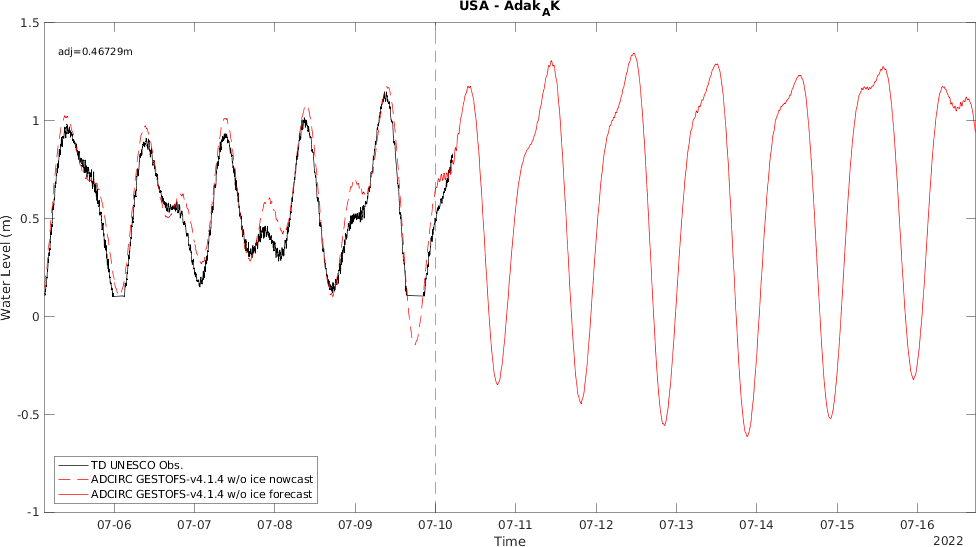 USA - Adak_AK
1.5
adj=0.46729m
1
0.5
0
-0.5
-1
Water Level (m)
TD UNESCO Obs.
ADCIRC GESTOFS-v4.1.4 w/o ice nowcast
ADCIRC GESTOFS-v4.1.4 w/o ice forecast
07-06 07-07 07-08 07-09 07-10 07-11 07-12 07-13 07-14 07-15 07-16
Time
2022